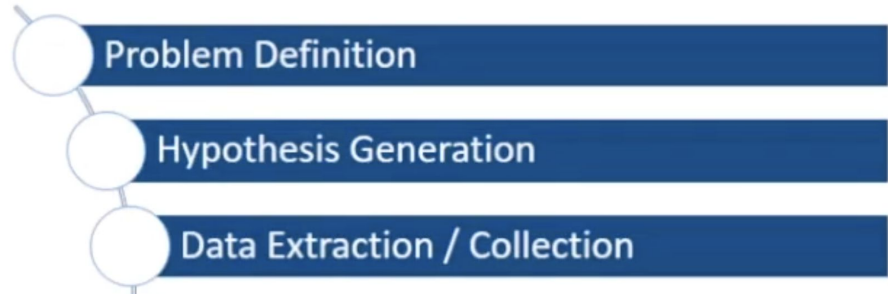 Problem Definition
Hypothesis Generation
Data Extraction / Collection